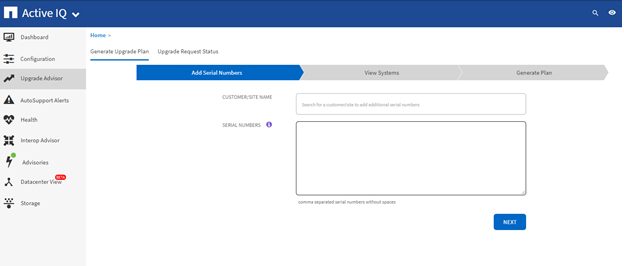 Active IQ
Home >
Dashboard
Configuration
Upgrade Advisor
AutoSupport Alerts
Health
Interop Advisor
Advisories
Datacenter View
BETA
Storage
Generate Upgrade Plan
Upgrade Request Status
Add Serial Numbers
View Systems
Generate Plan
CUSTOMER/SITE NAME
Search for a customer/site to add additional serial numbers
SERIAL NUMBERS
comma separated serial numbers without spaces
NEXT